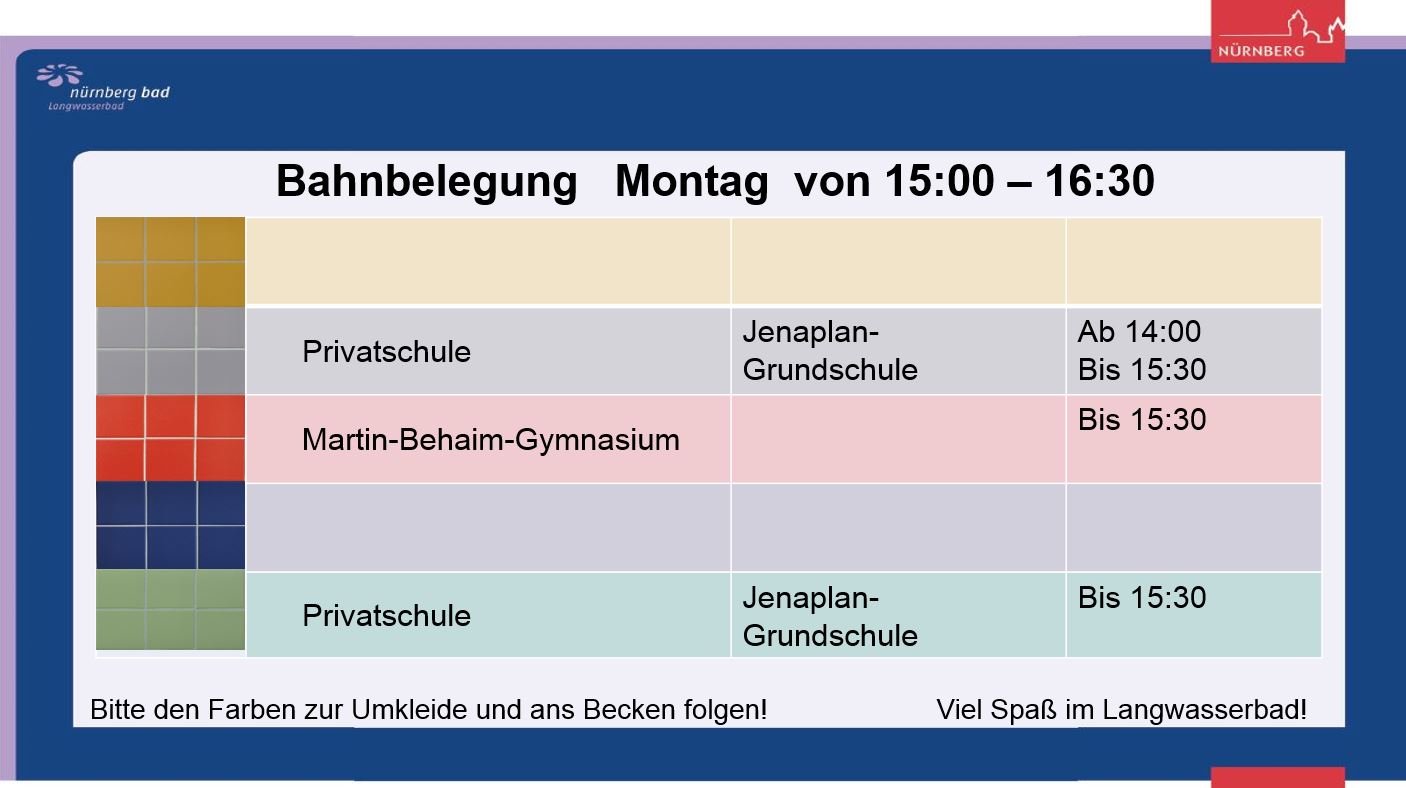 NÜRNBERG
nürnberg bad
Langwasserbad
Bahnbelegung Montag von 15:00 – 16:30
Privatschule
Jenaplan-
Grundschule
Ab 14:00
Bis 15:30
Martin-Behaim-Gymnasium
Bis 15:30
Privatschule
Jenaplan-
Grundschule
Bis 15:30
Bitte den Farben zur Umkleide und ans Becken folgen!
Viel Spaß im Langwasserbad!